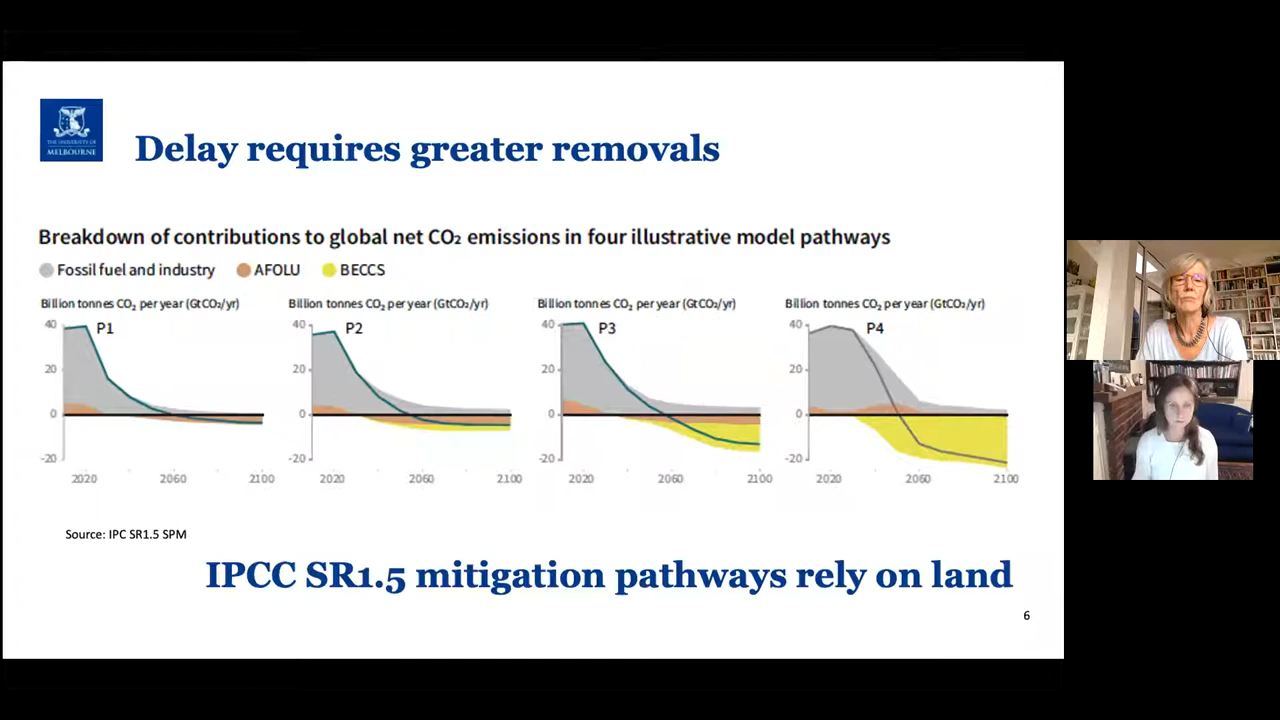 THE UNIVERSITY OF
MELBOURNE
Delay requires greater removals
Breakdown of contributions to global net CO₂ emissions in four illustrative model pathways
Fossil fuel and industry AFOLU BECCS
Billion tonnes CO₂ per year (GtCO₂/yr) Billion tonnes CO₂ per year (GtCO₂/yr) Billion tonnes CO₂ per year (GtCO₂/yr) Billion tonnes CO₂ per year (GtCO₂/yr)
40 P1 40 P2 40 P3 40 P4
20 20 20 20
0 0 0 0
-20 -20 -20 -20
2020 2060 2100 2020 2060 2100 2020 2060 2100 2020 2060 2100
Source: IPC SR1.5 SPM
IPCC SR1.5 mitigation pathways rely on land
6